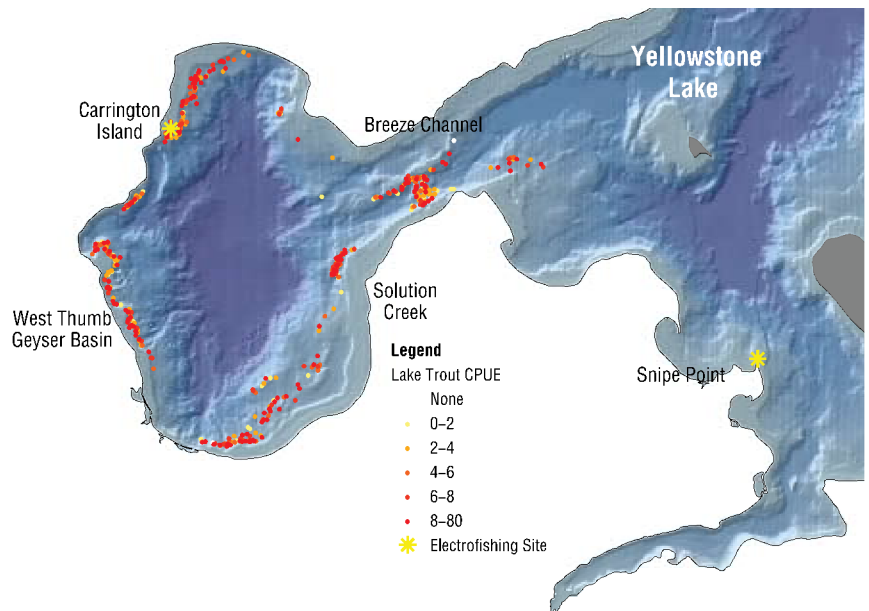 Yellowstone
Lake
Carrington
Island
Breeze Channel
Solution
Creek
West Thumb
Geyser Basin
Snipe Point
Legend
Lake Trout CPUE
None
0–2
2–4
4–6
6–8
8–80
Electrofishing Site